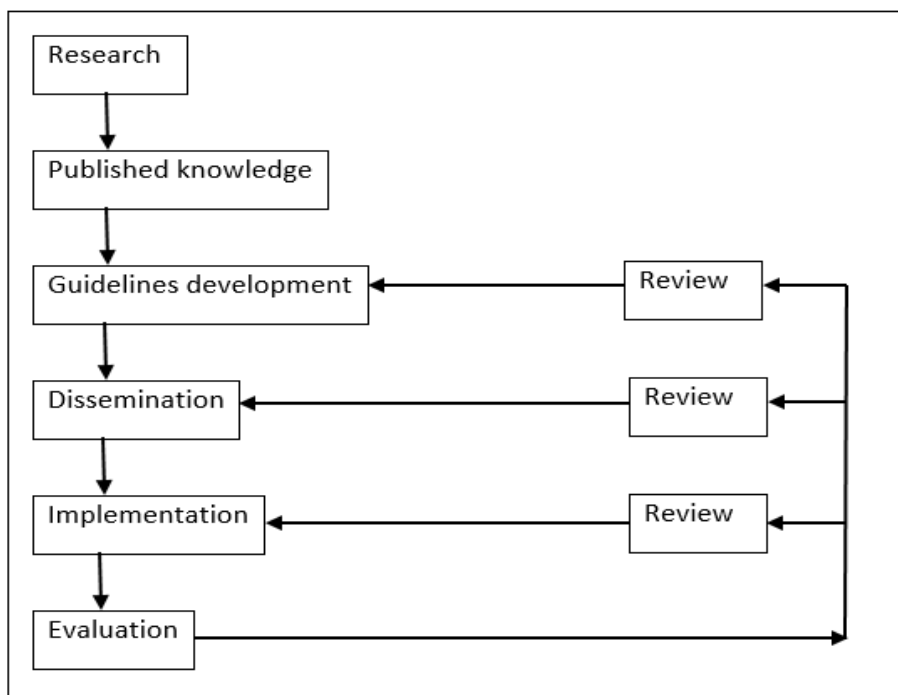 Research
Published knowledge
Guidelines development
Review
Dissemination
Review
Implementation
Review
Evaluation